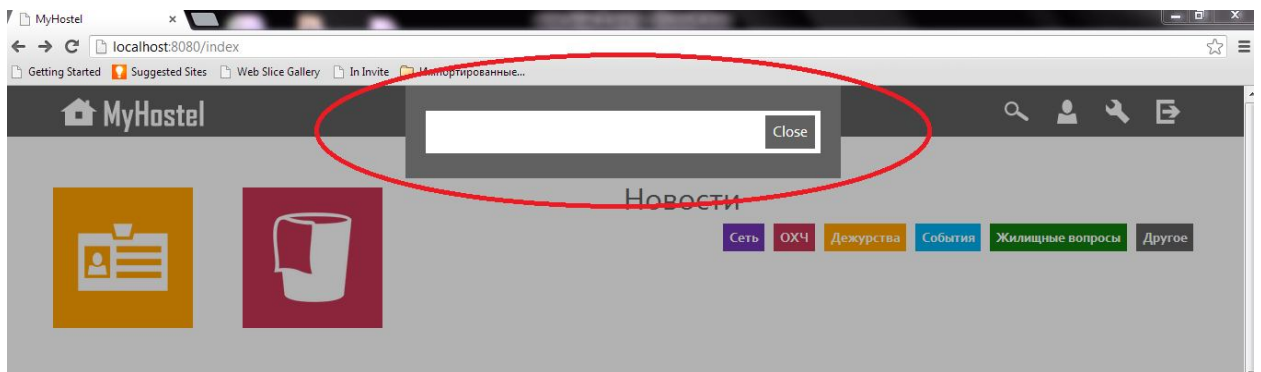 MyHostel
localhost:8080/index
Getting Started Suggested Sites Web Slice Gallery In Invite Импортированные...
MyHostel
Close
Новости
Сеть ОХЧ Дежурства События Жилищные вопросы Другое